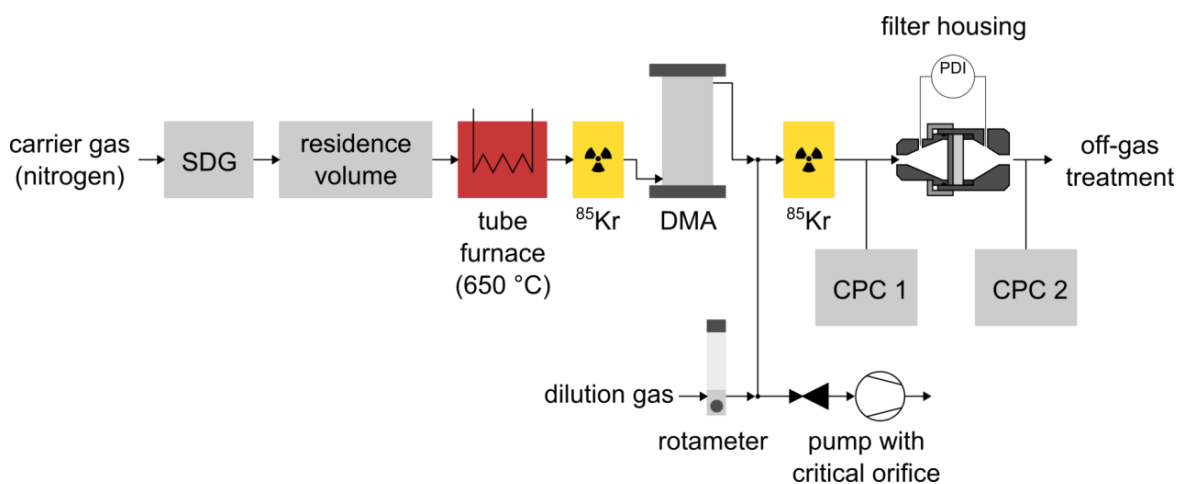 filter housing
PDI
carrier gas
(nitrogen)
SDG
residence
volume
tube
furnace
(650 °C)
⁸⁵Kr
DMA
⁸⁵Kr
CPC 1
CPC 2
off-gas
treatment
dilution gas
rotameter
pump with
critical orifice